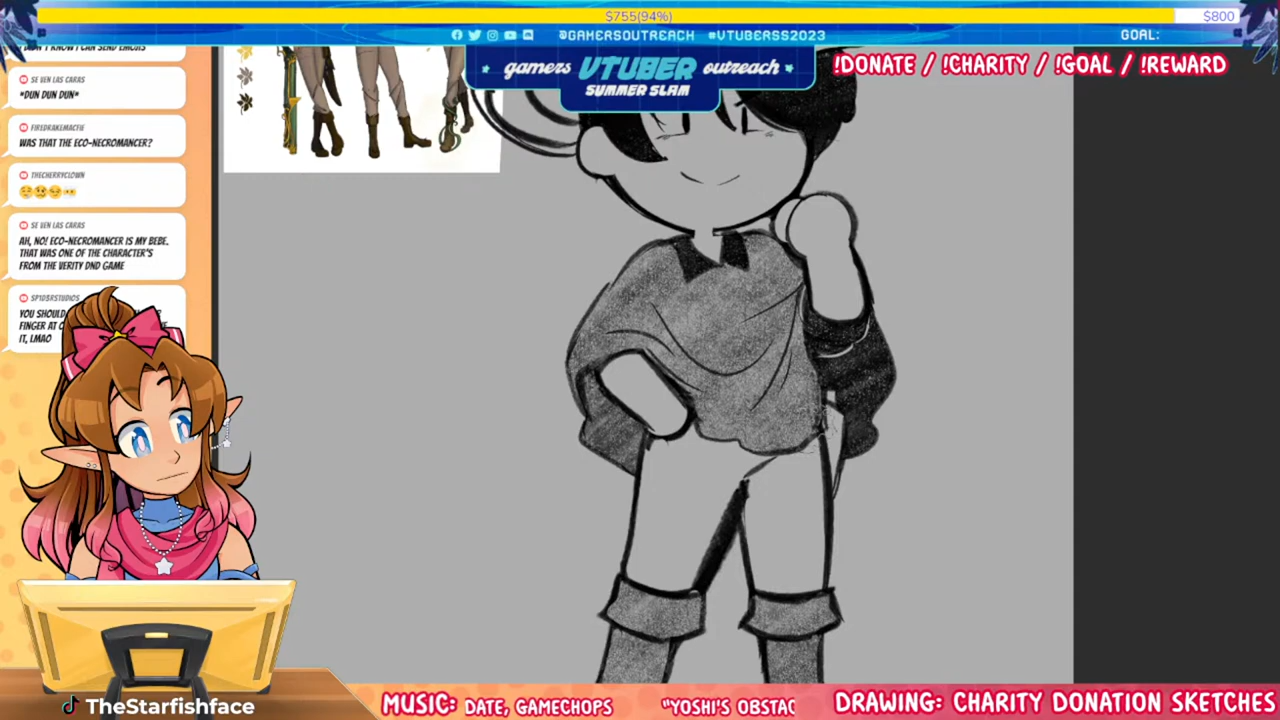 $755(94%)
$800
@GAMERSOUTREACH #VTUBERSS2023
GOAL:
gamers VTUBER outreach
SUMMER SLAM
!DONATE / !CHARITY / !GOAL / !REWARD
SE VEN LAS CARAS
*DUN DUN DUN*
FIREDRAKEMACFIE
WAS THAT THE ECO-NECROMANCER?
THECHERRYCLOWN
SE VEN LAS CARAS
AH, NO! ECO-NECROMANCER IS MY BEBE.
THAT WAS ONE OF THE CHARACTER'S
FROM THE VERITY DND GAME
SP1D3RSTUDIOS
YOU SHOULD
FINGER AT
IT, LMAO
TheStarfishface
MUSIC: DATE, GAMECHOPS "YOSHI'S
DRAWING: CHARITY DONATION SKETCHES